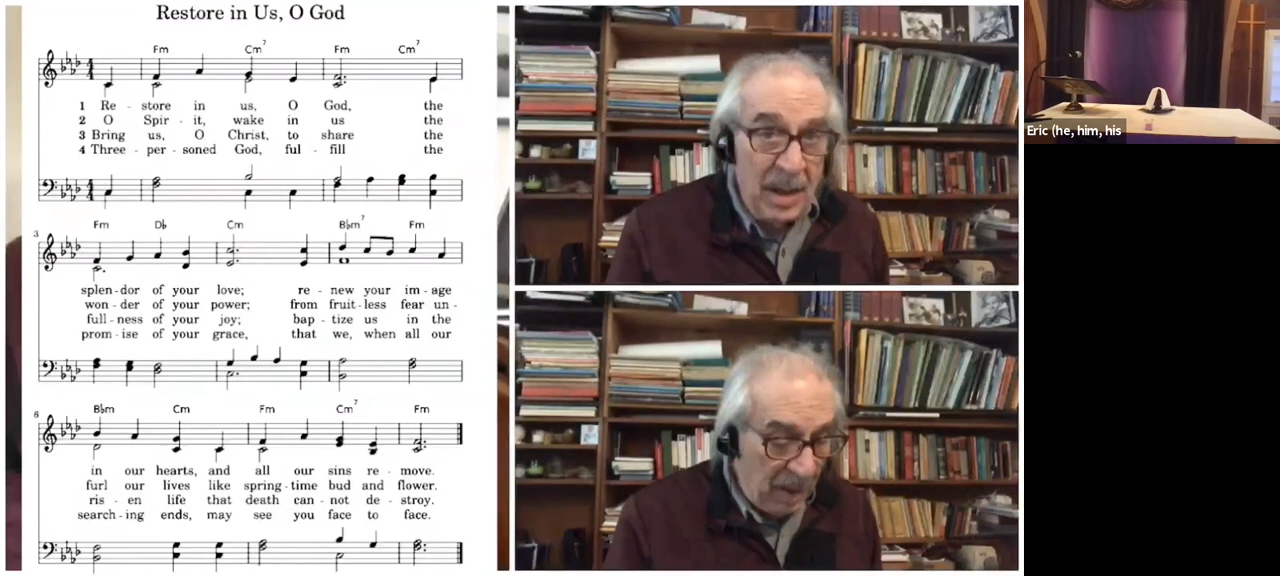 Restore in Us, O God
Fm Cm7 Fm Cm7
1 Re - store in us, O God, the
2 O Spir - it, wake in us the
3 Bring us, O Christ, to share the
4 Three - per - soned God, ful - fill the
3
Fm D♭ Cm B♭m7 Fm
splen - dor of your love; re - new your im - age
won - der of your power; from fruit - less fear un -
full - ness of your joy; bap - tize us in the
prom - ise of your grace, that we, when all our
6
B♭m Cm Fm Cm7 Fm
in our hearts, and all our sins re - move.
furl our lives like spring - time bud and flower.
ris - en life that death can - not de - stroy.
search - ing ends, may see you face to face.
Eric (he, him, his